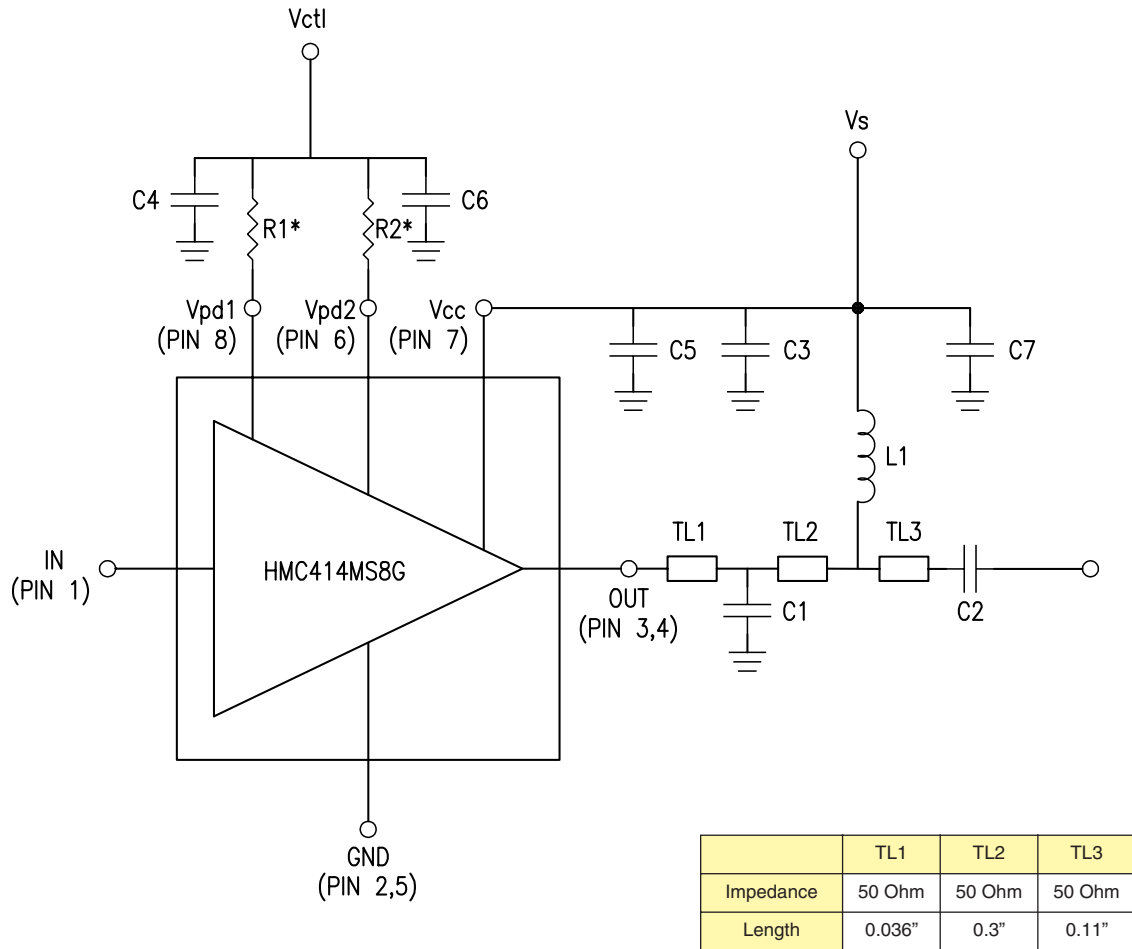 Vctl
Vs
C4
R1*
R2*
C6
Vpd1
(PIN 8)
Vpd2
(PIN 6)
Vcc
(PIN 7)
C5
C3
C7
L1
IN
(PIN 1)
HMC414MS8G
OUT
(PIN 3,4)
TL1
TL2
TL3
C1
C2
GND
(PIN 2,5)
TL1 TL2 TL3
Impedance 50 Ohm 50 Ohm 50 Ohm
Length 0.036” 0.3” 0.11”